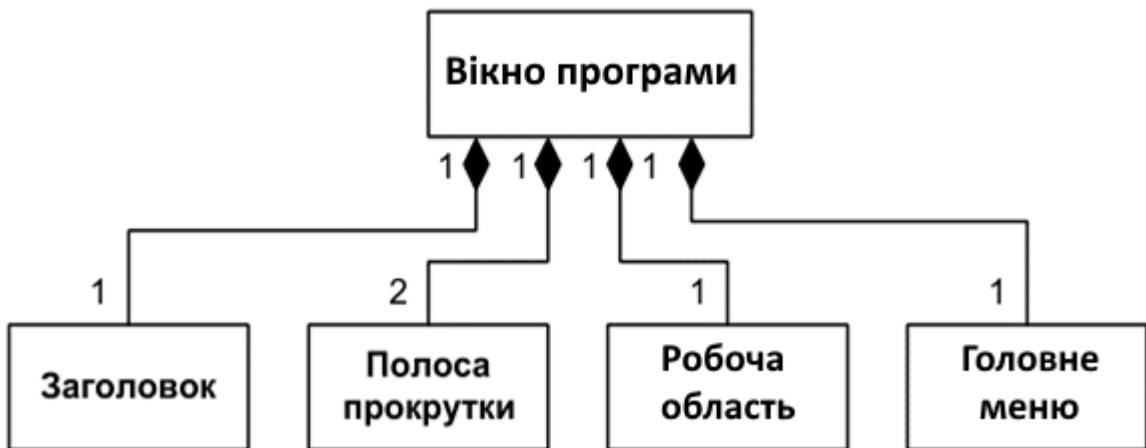 Вікно програми
1 1 1 1
1 2 1 1
Заголовок
Полоса
прокрутки
Робоча
область
Головне
меню